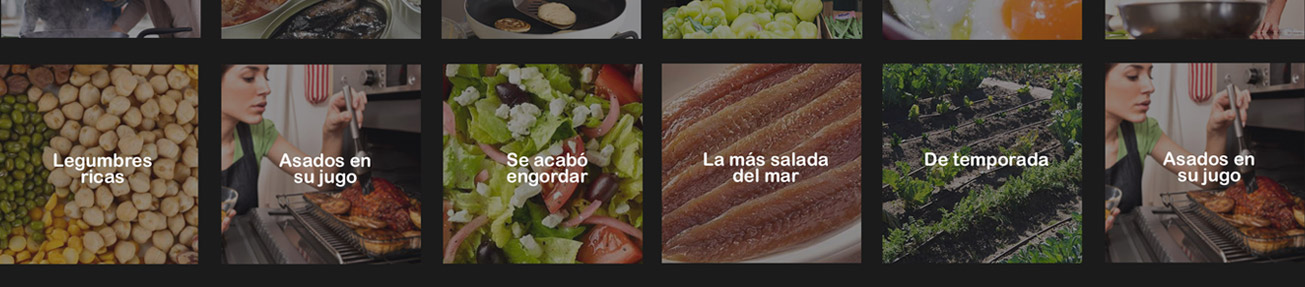 Legumbres
ricas
Asados en
su jugo
Se acabó
engordar
La más salada
del mar
De temporada
Asados en
su jugo